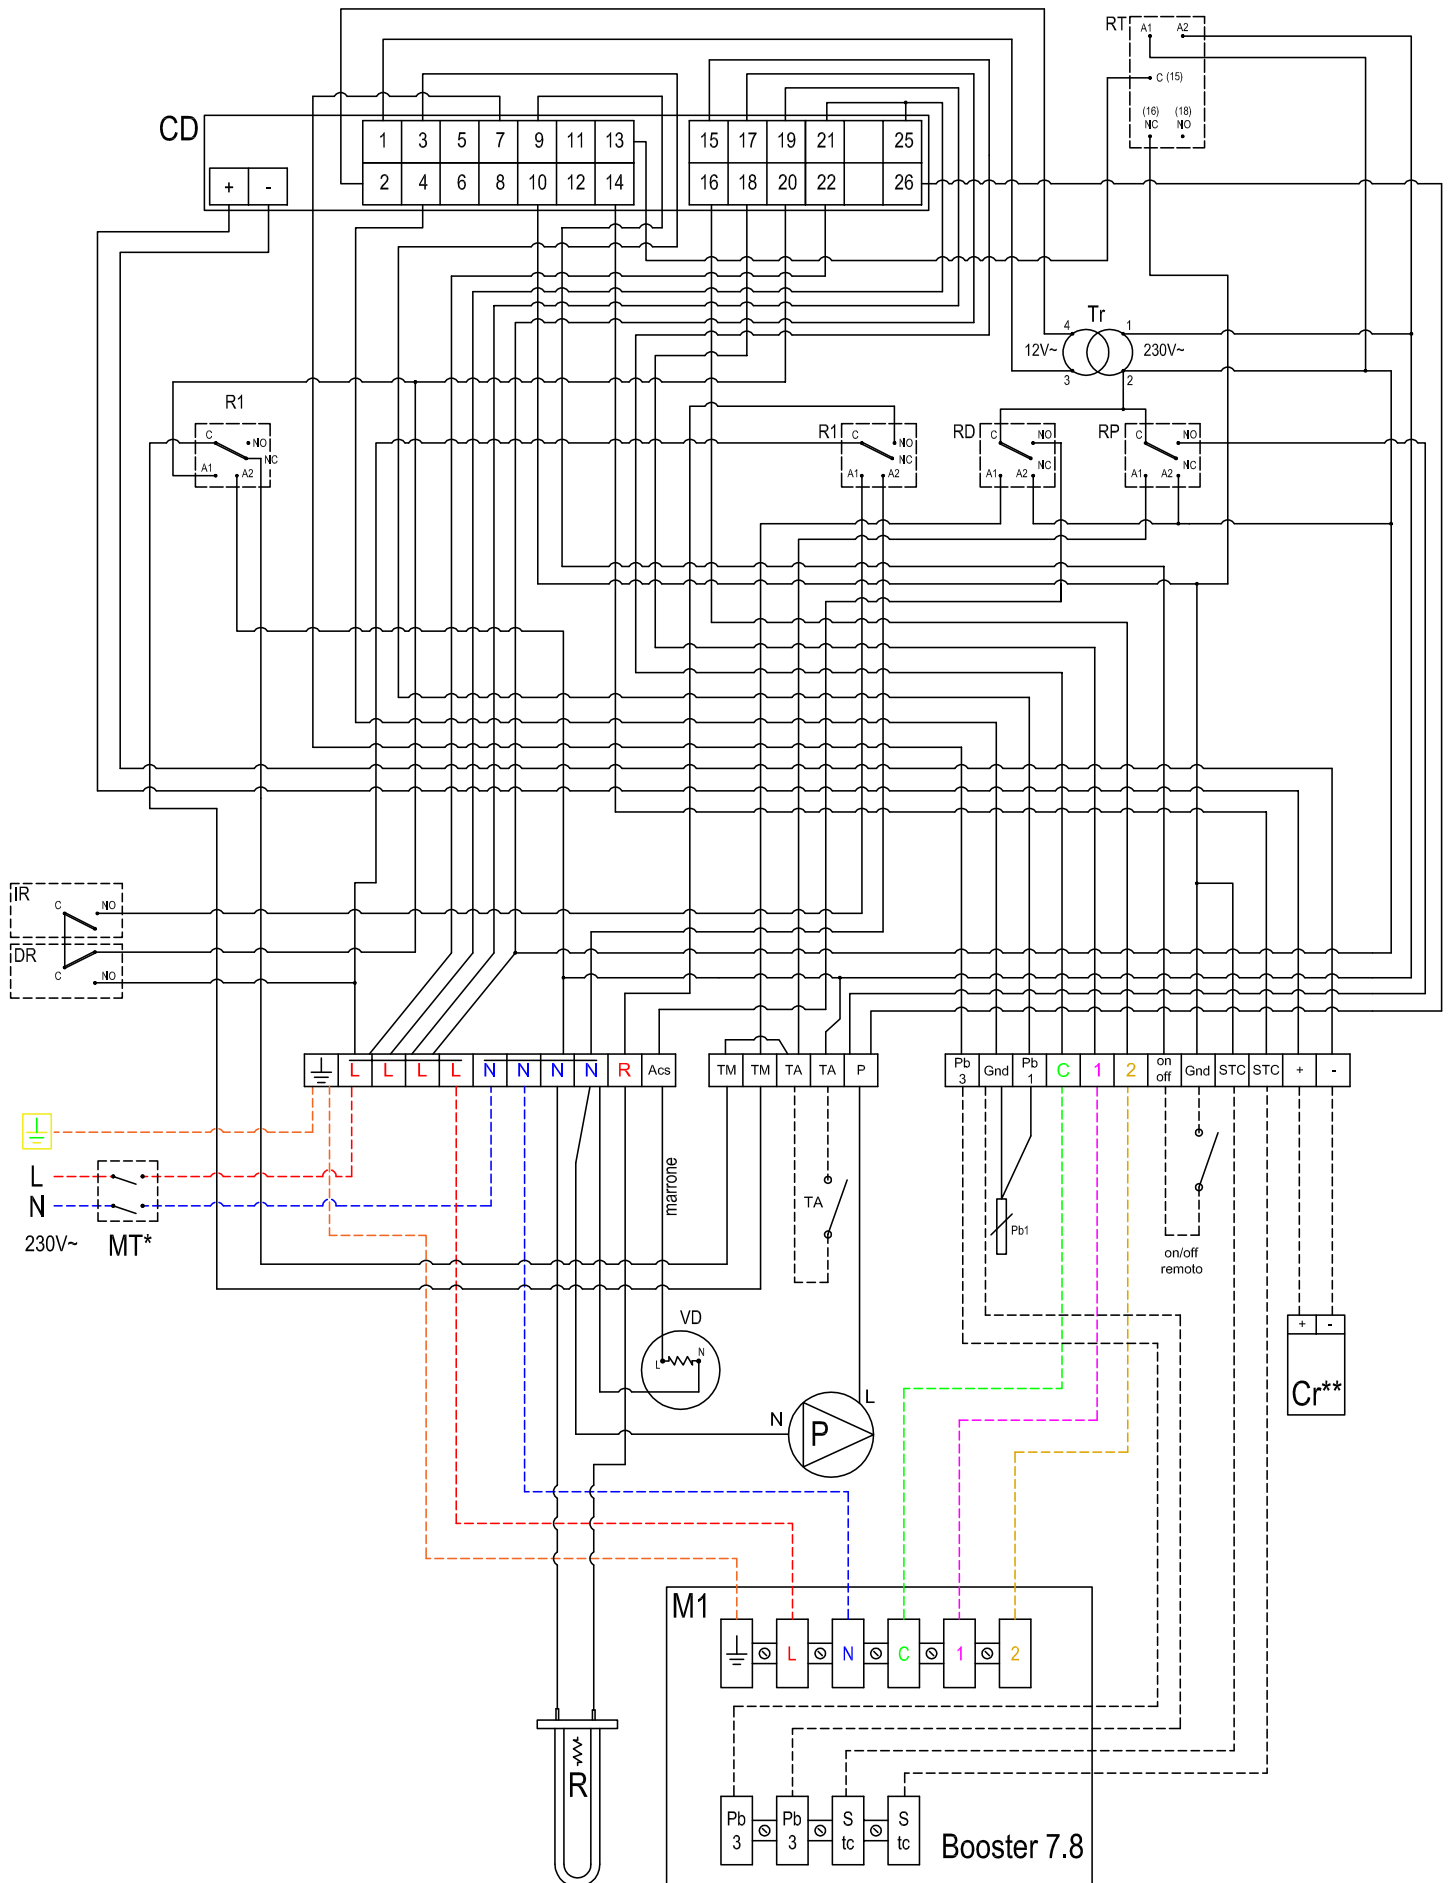 RT
A1 A2
C (15)
(16) (18)
NC NO
CD
1 3 5 7 9 11 13
2 4 6 8 10 12 14
15 17 19 21 25
16 18 20 22 26
+ -
Tr
4 1
12V~ 230V~
3 2
R1
C NO
NC
A1 A2
R1
C NO
NC
A1 A2
RD
C NO
NC
A1 A2
RP
C NO
NC
A1 A2
IR
C NO
DR
C NO
L L L L N N N N R Acs
TM TM TA TA P
Pb 3 Gnd Pb 1 C 1 2 on off Gnd STC STC + -
L
N
230V~
MT*
marrone
TA
Pb1
on/off
remoto
VD
L N
N L
P
+ -
Cr**
M1
L N C 1 2
R
Pb 3 Pb 3 S tc S tc
Booster 7.8